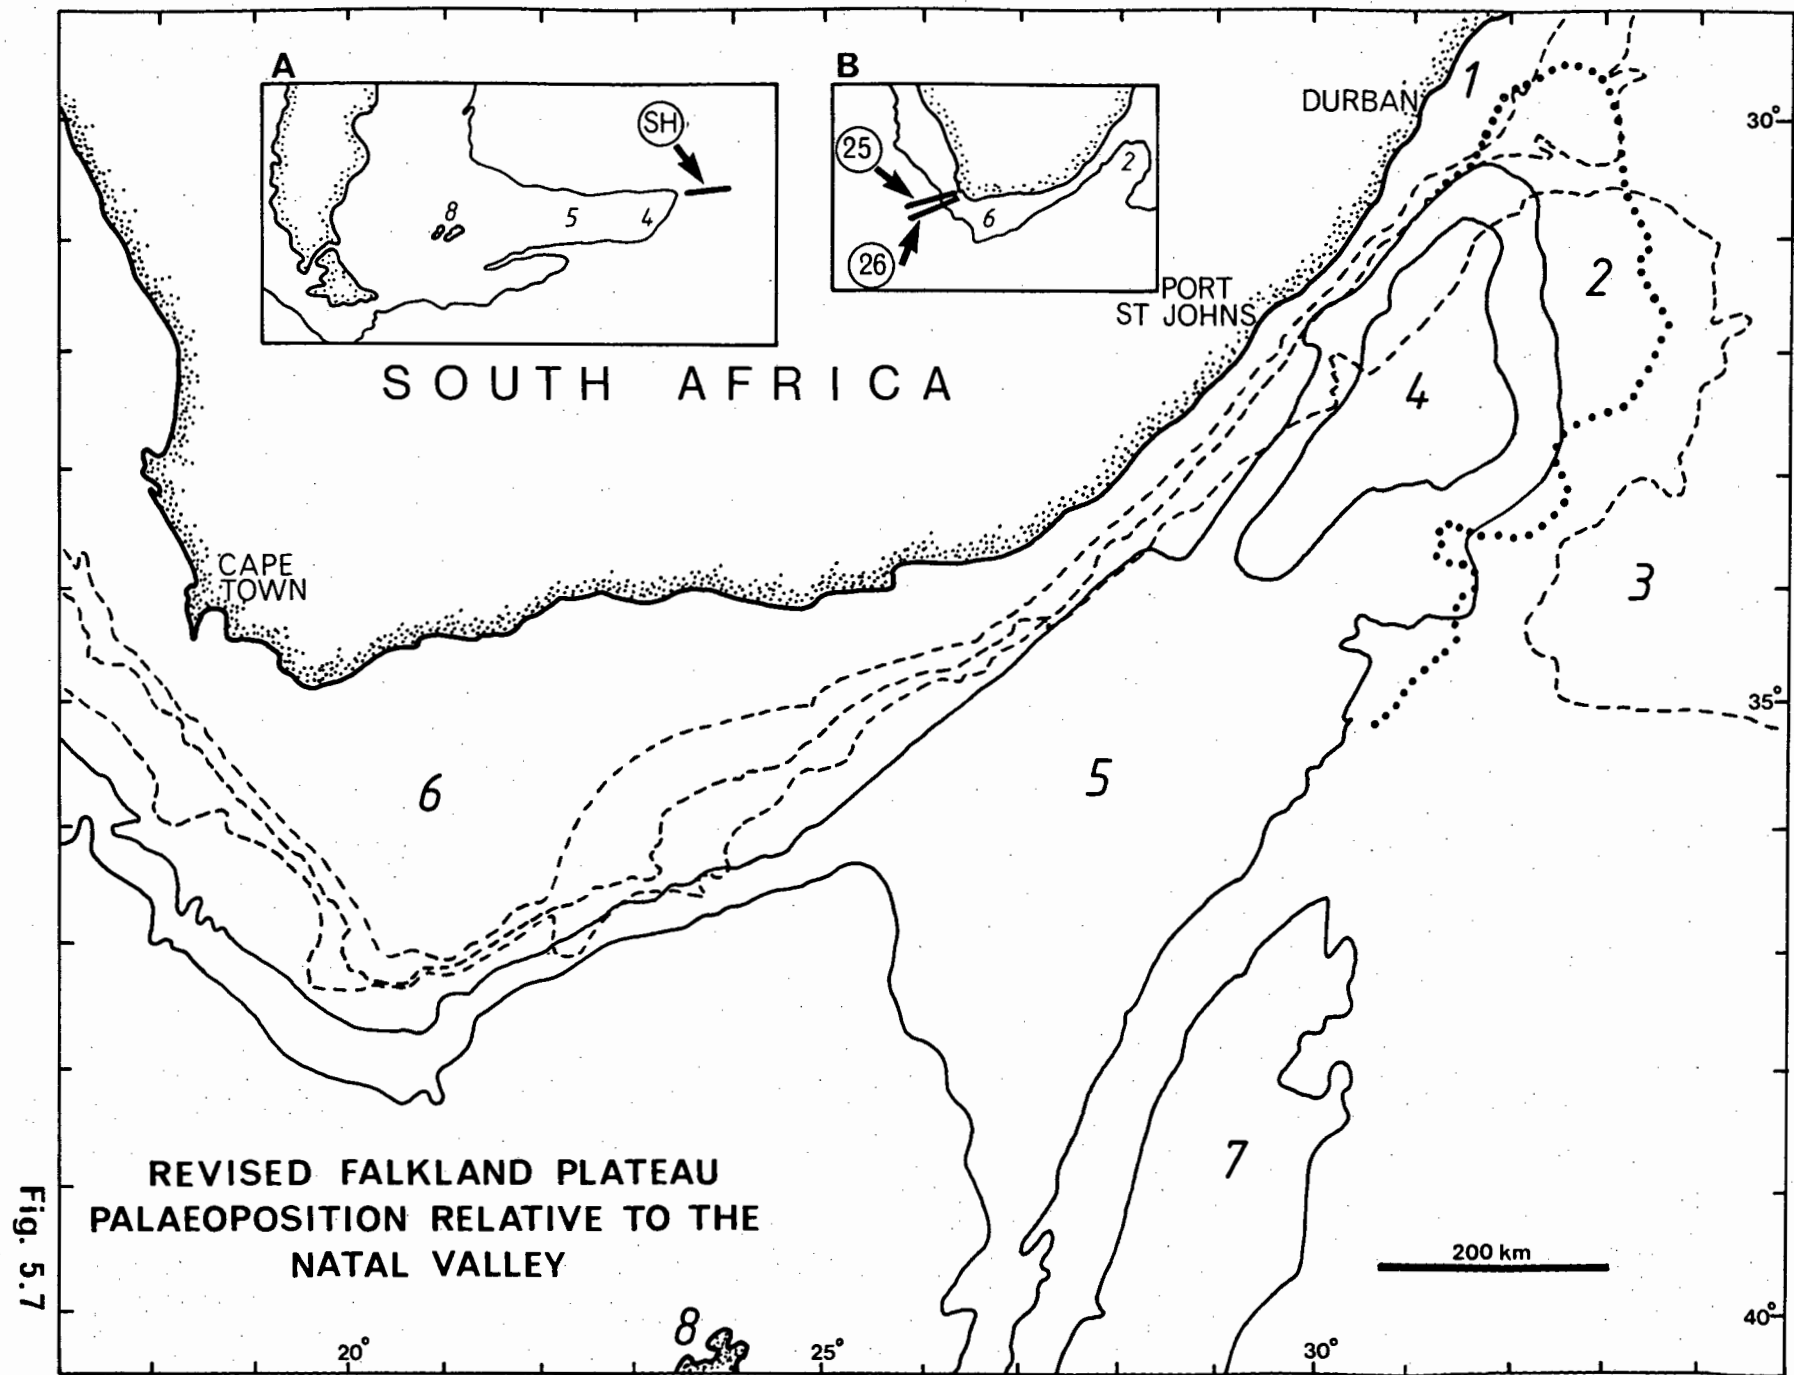 A
SH
8
5
4
B
25
26
2
6
DURBAN
1
30°
PORT
ST JOHNS
2
SOUTH AFRICA
4
CAPE
TOWN
3
35°
6
5
7
REVISED FALKLAND PLATEAU
PALAEOPOSITION RELATIVE TO THE
NATAL VALLEY
200 km
8
20°
25°
30°
40°
Fig. 5.7